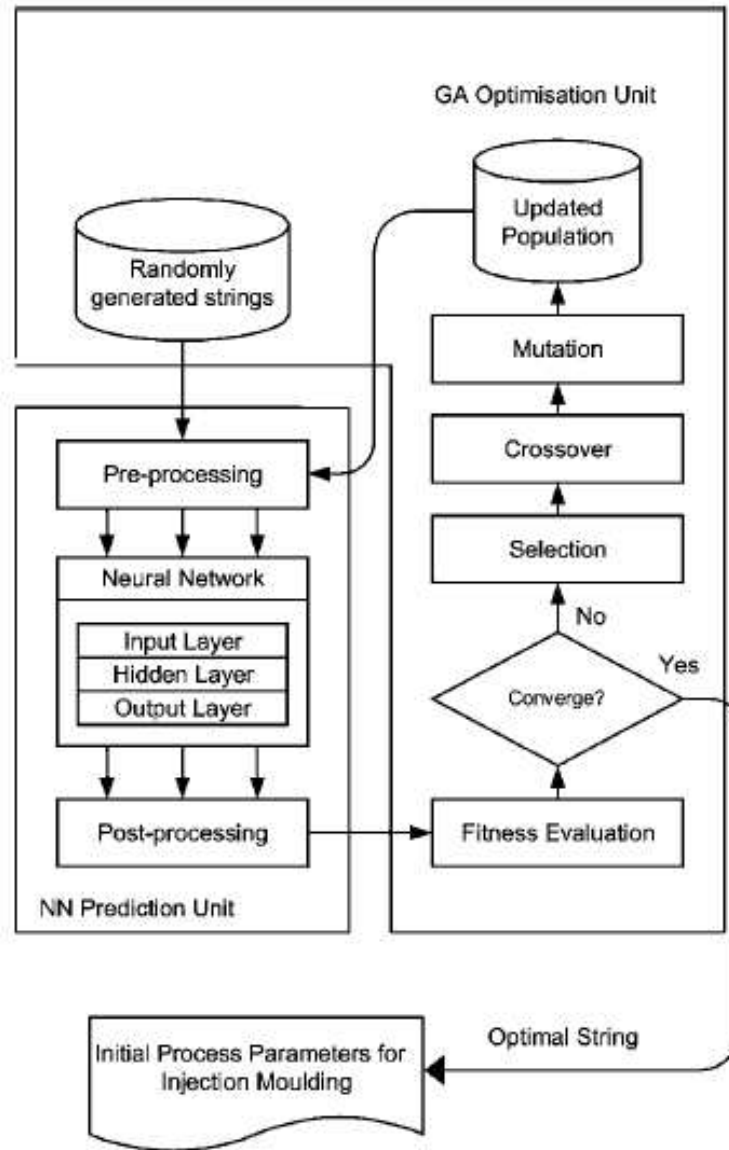 GA Optimisation Unit
Updated
Population
Randomly
generated strings
Mutation
Crossover
Selection
No
Yes
Converge?
Fitness Evaluation
Pre-processing
Neural Network
Input Layer
Hidden Layer
Output Layer
Post-processing
NN Prediction Unit
Optimal String
Initial Process Parameters for
Injection Moulding